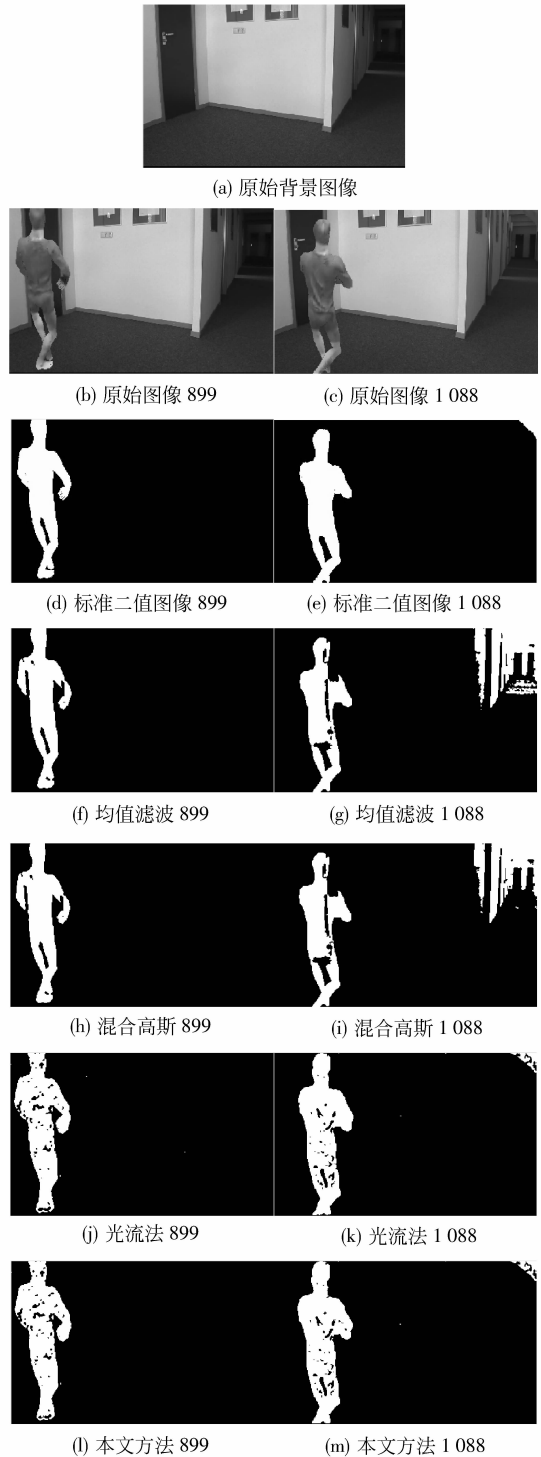 (a) 原始背景图像
(b) 原始图像 899
(c) 原始图像 1 088
(d) 标准二值图像 899
(e) 标准二值图像 1 088
(f) 均值滤波 899
(g) 均值滤波 1 088
(h) 混合高斯 899
(i) 混合高斯 1 088
(j) 光流法 899
(k) 光流法 1 088
(l) 本文方法 899
(m) 本文方法 1 088